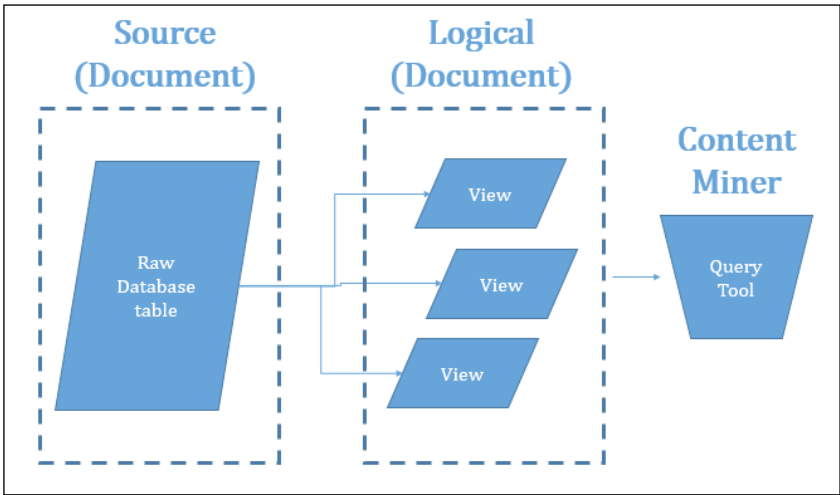 Source
(Document)
Logical
(Document)
Content
Miner
Raw
Database
table
View
View
View
Query
Tool